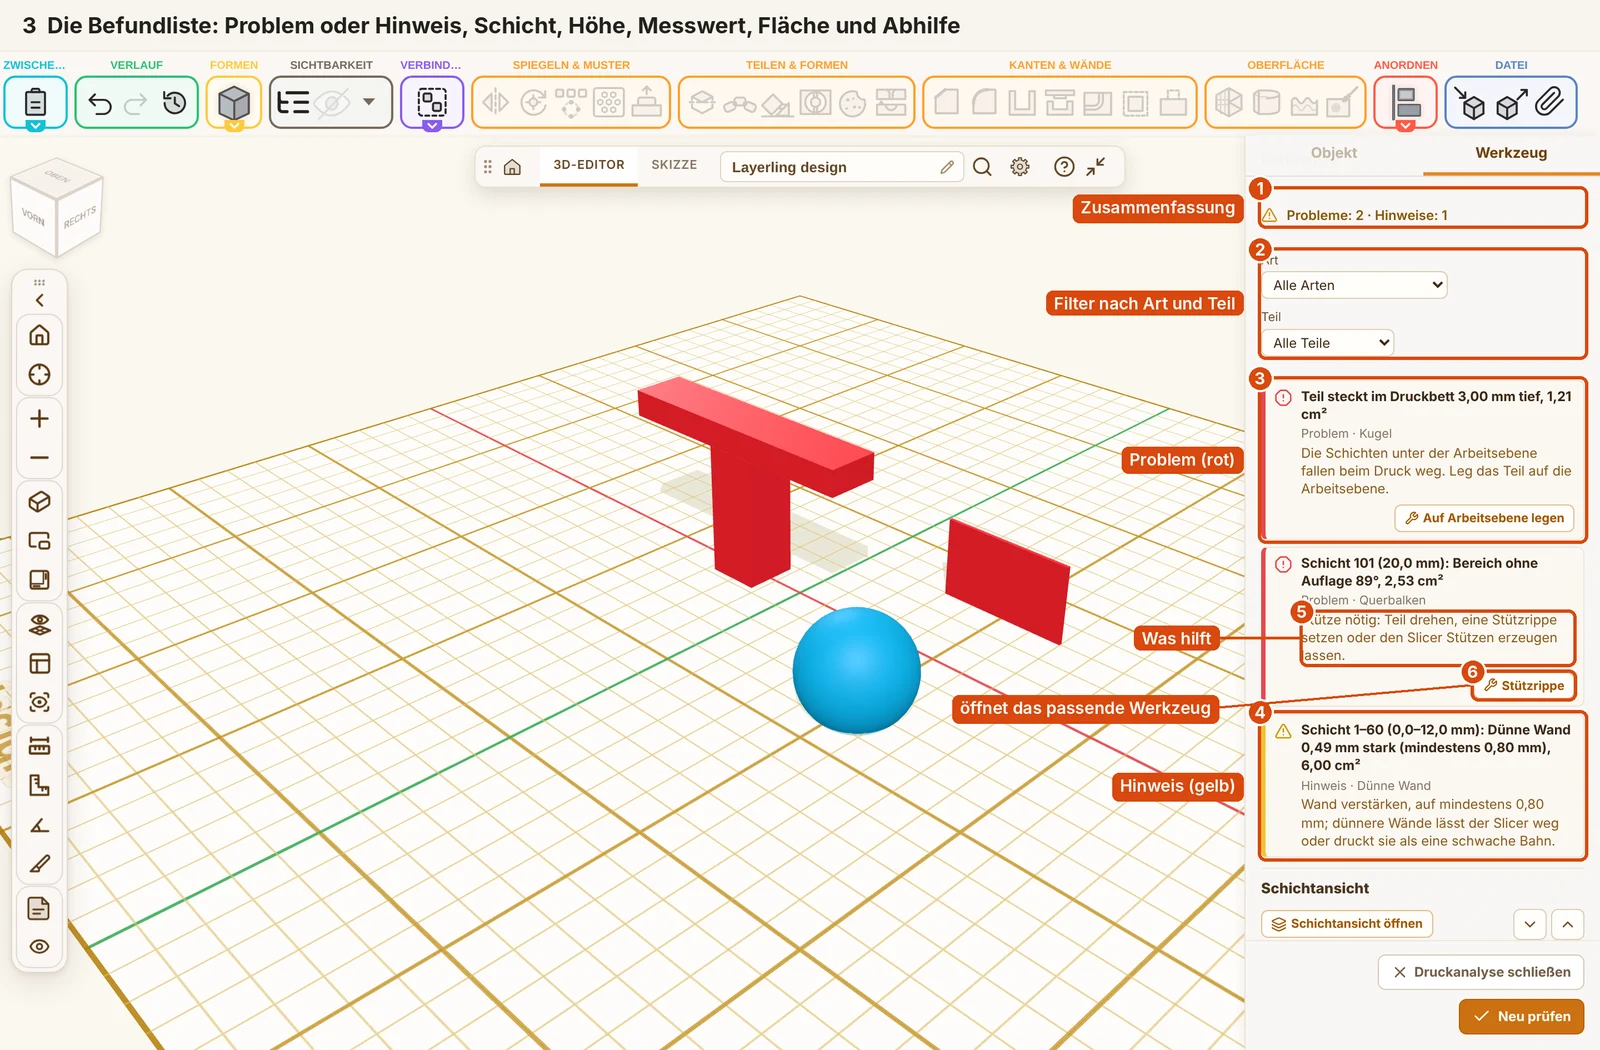 3 Die Befundliste: Problem oder Hinweis, Schicht, Höhe, Messwert, Fläche und Abhilfe
ZWISCHE... VERLAUF FORMEN SICHTBARKEIT VERBIND... SPIEGELN & MUSTER TEILEN & FORMEN KANTEN & WÄNDE OBERFLÄCHE ANORDNEN DATEI
3D-EDITOR SKIZZE Layerling design
Objekt Werkzeug
OBEN
VORN RECHTS
Zusammenfassung
1
Probleme: 2 · Hinweise: 1
Filter nach Art und Teil
2
Art
Alle Arten
Teil
Alle Teile
Problem (rot)
3
Teil steckt im Druckbett 3,00 mm tief, 1,21
cm²
Problem · Kugel
Die Schichten unter der Arbeitsebene
fallen beim Druck weg. Leg das Teil auf die
Arbeitsebene.
Auf Arbeitsebene legen
Schicht 101 (20,0 mm): Bereich ohne
Auflage 89°, 2,53 cm²
Problem · Querbalken
Was hilft
5
Stütze nötig: Teil drehen, eine Stützrippe
setzen oder den Slicer Stützen erzeugen
lassen.
öffnet das passende Werkzeug
6
Stützrippe
Hinweis (gelb)
4
Schicht 1–60 (0,0–12,0 mm): Dünne Wand
0,49 mm stark (mindestens 0,80 mm),
6,00 cm²
Hinweis · Dünne Wand
Wand verstärken, auf mindestens 0,80
mm; dünnere Wände lässt der Slicer weg
oder druckt sie als eine schwache Bahn.
Schichtansicht
Schichtansicht öffnen
Druckanalyse schließen
Neu prüfen